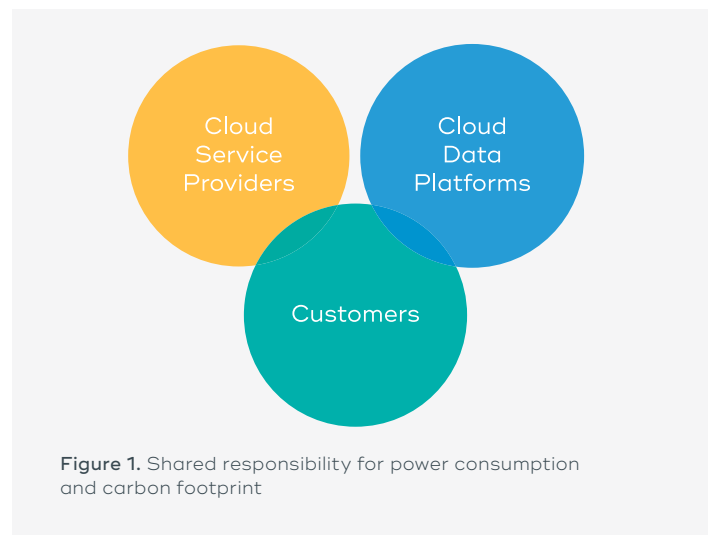 Cloud
Service
Providers
Cloud
Data
Platforms
Customers
Figure 1. Shared responsibility for power consumption
and carbon footprint